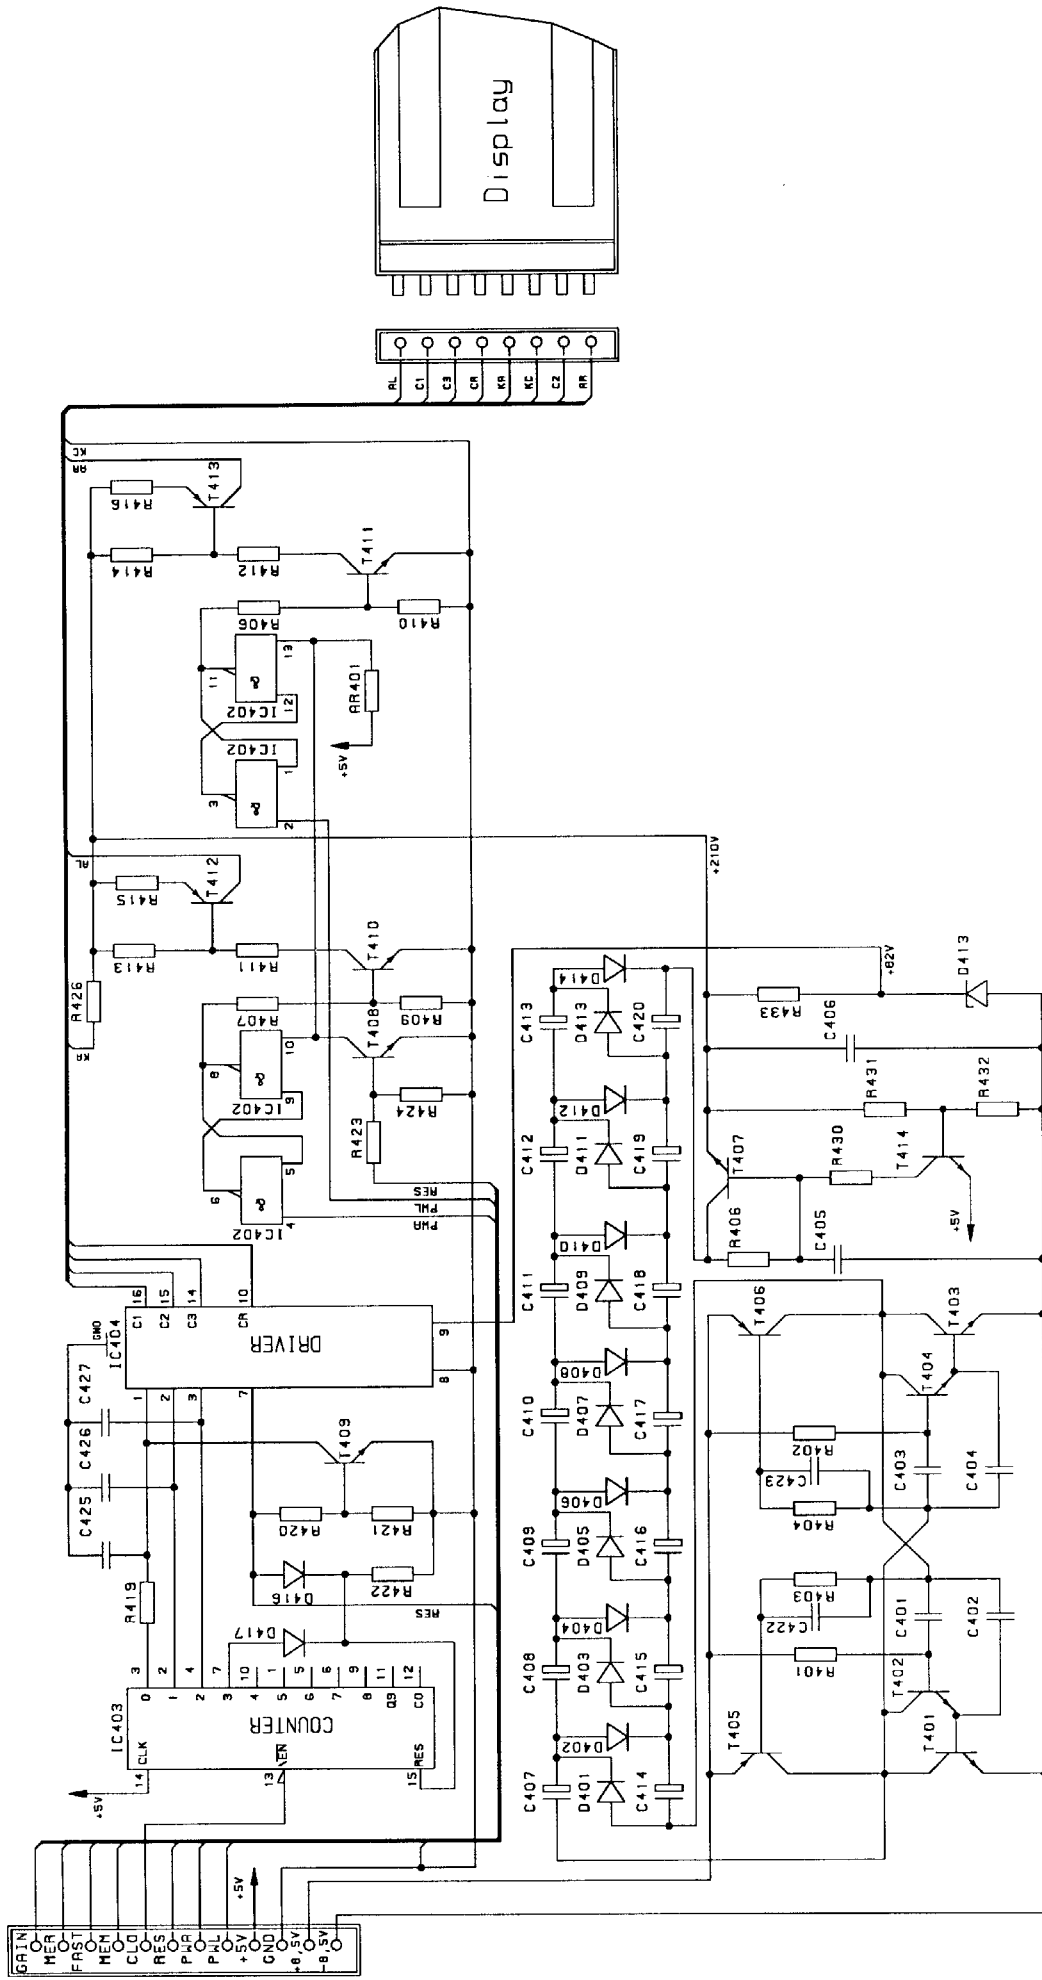 Display
AL
C1
C3
CR
KA
KC
C2
AR
KC
AR
R416
T413
R414
R412
T411
R406
R410
11
13
12
&
IC402
AR401
IC402
+5V
3
1
&
2
AL
R415
T412
R413
R411
T410
R426
KA
R407
T408
R409
10
8
&
9
IC402
R424
R423
6
5
&
4
IC402
RES
PWL
PWR
+210V
+82V
D413
R433
C406
R431
R432
T407
R430
T414
R406
C405
+5V
C413
D414
D413
C420
C412
D412
D411
C419
C411
D410
D409
C418
C410
D408
D407
C417
C409
D406
D405
C416
C408
D404
D403
C415
C407
D402
D401
C414
C1 16
C2 15
C3 14
CR 10
GND
IC404
DRIVER
9
8
1
2
3
7
C427
C426
C425
T409
R420
R421
D416
R422
RES
R419
D417
IC403
COUNTER
14 CLK
13 EN
15 RES
0 3
1 2
2 4
3 7
4 10
5 1
6 5
7 6
8 9
Q9 11
CO 12
+5V
T406
T403
T404
R402
C423
R404
C403
C404
R403
C422
R401
C401
C402
T402
T405
T401
GAIN
MER
FAST
MEM
CLO
RES
PWR
PWL
+5V
GND
+8,5V
-8,5V
+5V